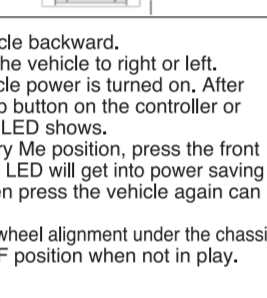 cle backward.
he vehicle to right or left.
cle power is turned on. After
button on the controller or
LED shows.
ry Me position, press the front
LED will get into power saving
n press the vehicle again can
wheel alignment under the chassi
F position when not in play.